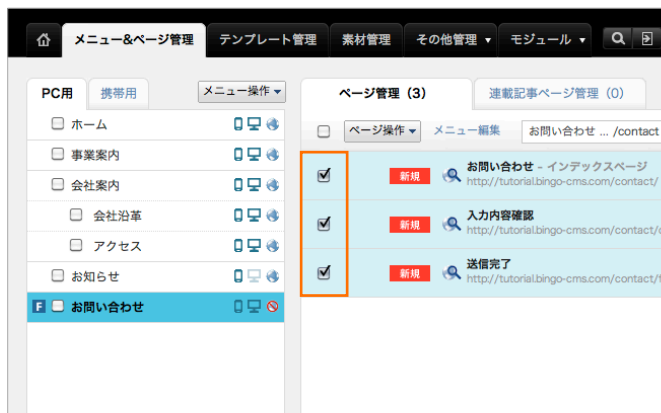 メニュー&ページ管理 テンプレート管理 素材管理 その他管理 ▼ モジュール ▼
PC用 携帯用 メニュー操作 ▼
ホーム
事業案内
会社案内
会社沿革
アクセス
お知らせ
F お問い合わせ
ページ管理（3） 連載記事ページ管理（0）
ページ操作 ▼ メニュー編集 お問い合わせ ... /contact
新規 お問い合わせ - インデックスページ
http://tutorial.bingo-cms.com/contact/
新規 入力内容確認
http://tutorial.bingo-cms.com/contact/
新規 送信完了
http://tutorial.bingo-cms.com/contact/